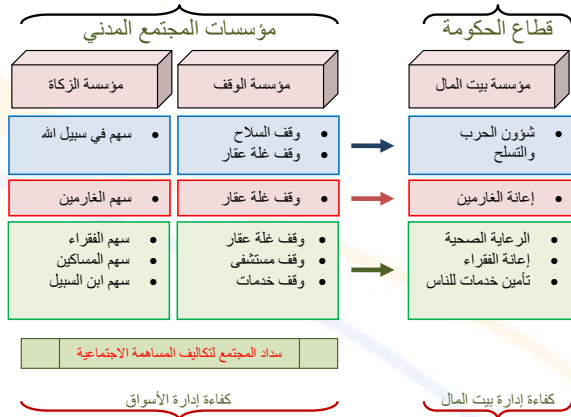 قطاع الحكومة
مؤسسات المجتمع المدني
مؤسسة بيت المال
مؤسسة الوقف
مؤسسة الزكاة
• شؤون الحرب
والتسلح
• وقف السلاح
• وقف غلة عقار
• سهم في سبيل الله
• إعانة الغارمين
• وقف غلة عقار
• سهم الغارمين
• الرعاية الصحية
• إعانة الفقراء
• تأمين خدمات للناس
• وقف غلة عقار
• وقف مستشفى
• وقف خدمات
• سهم الفقراء
• سهم المساكين
• سهم ابن السبيل
سداد المجتمع لتكاليف المساهمة الاجتماعية
كفاءة إدارة بيت المال
كفاءة إدارة الأسواق